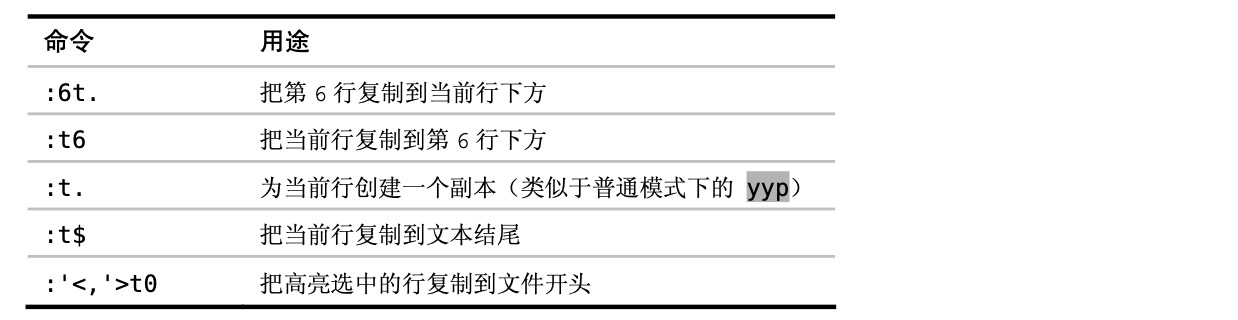 命令 用途
:6t. 把第 6 行复制到当前行下方
:t6 把当前行复制到第 6 行下方
:t. 为当前行创建一个副本（类似于普通模式下的 yyp）
:t$ 把当前行复制到文本结尾
:'<,'>t0 把高亮选中的行复制到文件开头